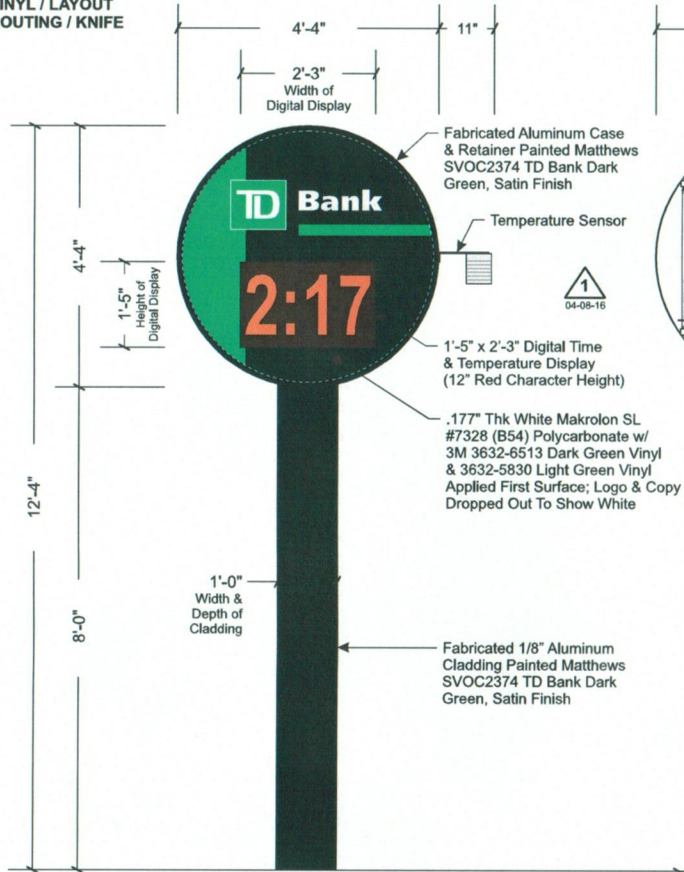 INYL / LAYOUT
OUTING / KNIFE
4'-4"
11"
2'-3"
Width of
Digital Display
Fabricated Aluminum Case
& Retainer Painted Matthews
SVOC2374 TD Bank Dark
Green, Satin Finish
TD Bank
Temperature Sensor
4'-4"
1'-5"
Height of
Digital Display
2:17
1
04-08-16
1'-5" x 2'-3" Digital Time
& Temperature Display
(12" Red Character Height)
.177" Thk White Makrolon SL
#7328 (B54) Polycarbonate w/
3M 3632-6513 Dark Green Vinyl
& 3632-5830 Light Green Vinyl
Applied First Surface; Logo & Copy
Dropped Out To Show White
12'-4"
1'-0"
Width &
Depth of
Cladding
8'-0"
Fabricated 1/8" Aluminum
Cladding Painted Matthews
SVOC2374 TD Bank Dark
Green, Satin Finish